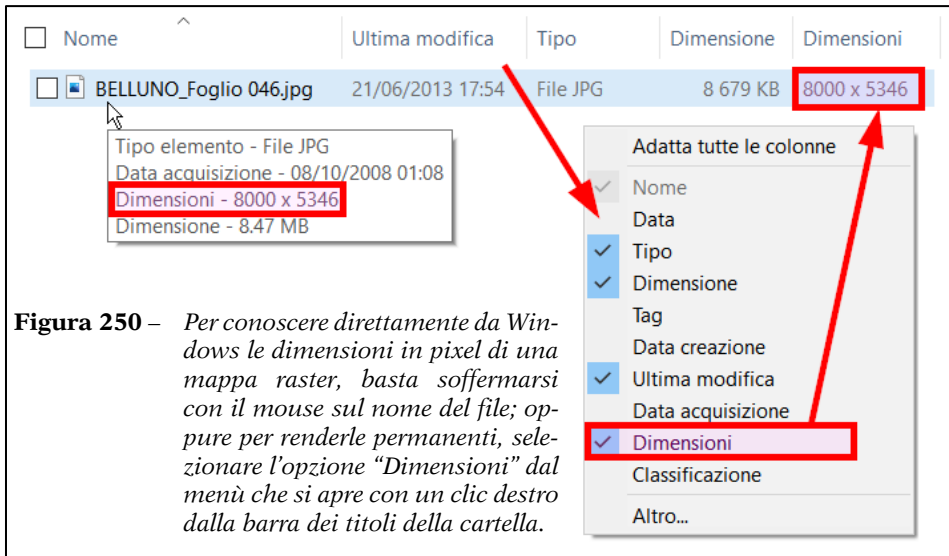 Nome
Ultima modifica
Tipo
Dimensione
Dimensioni
BELLUNO_Foglio 046.jpg
21/06/2013 17:54
File JPG
8 679 KB
8000 x 5346
Tipo elemento - File JPG
Data acquisizione - 08/10/2008 01:08
Dimensioni - 8000 x 5346
Dimensione - 8.47 MB
Adatta tutte le colonne
Nome
Data
Tipo
Dimensione
Tag
Data creazione
Ultima modifica
Data acquisizione
Dimensioni
Classificazione
Altro...
Figura 250 – Per conoscere direttamente da Win-
dows le dimensioni in pixel di una
mappa raster, basta soffermarsi
con il mouse sul nome del file; op-
pure per renderle permanenti, sele-
zionare l'opzione “Dimensioni” dal
menù che si apre con un clic destro
dalla barra dei titoli della cartella.